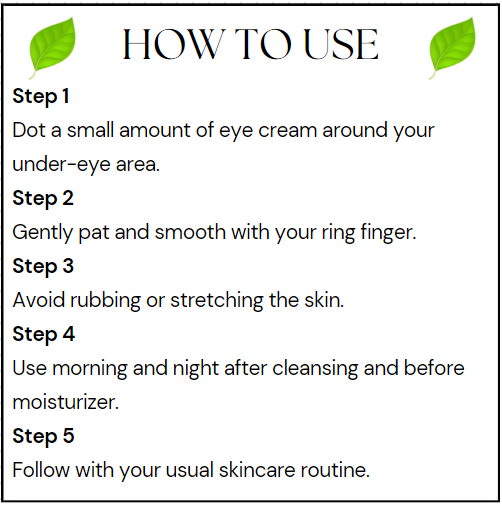 HOW TO USE
Step 1
Dot a small amount of eye cream around your
under-eye area.
Step 2
Gently pat and smooth with your ring finger.
Step 3
Avoid rubbing or stretching the skin.
Step 4
Use morning and night after cleansing and before
moisturizer.
Step 5
Follow with your usual skincare routine.